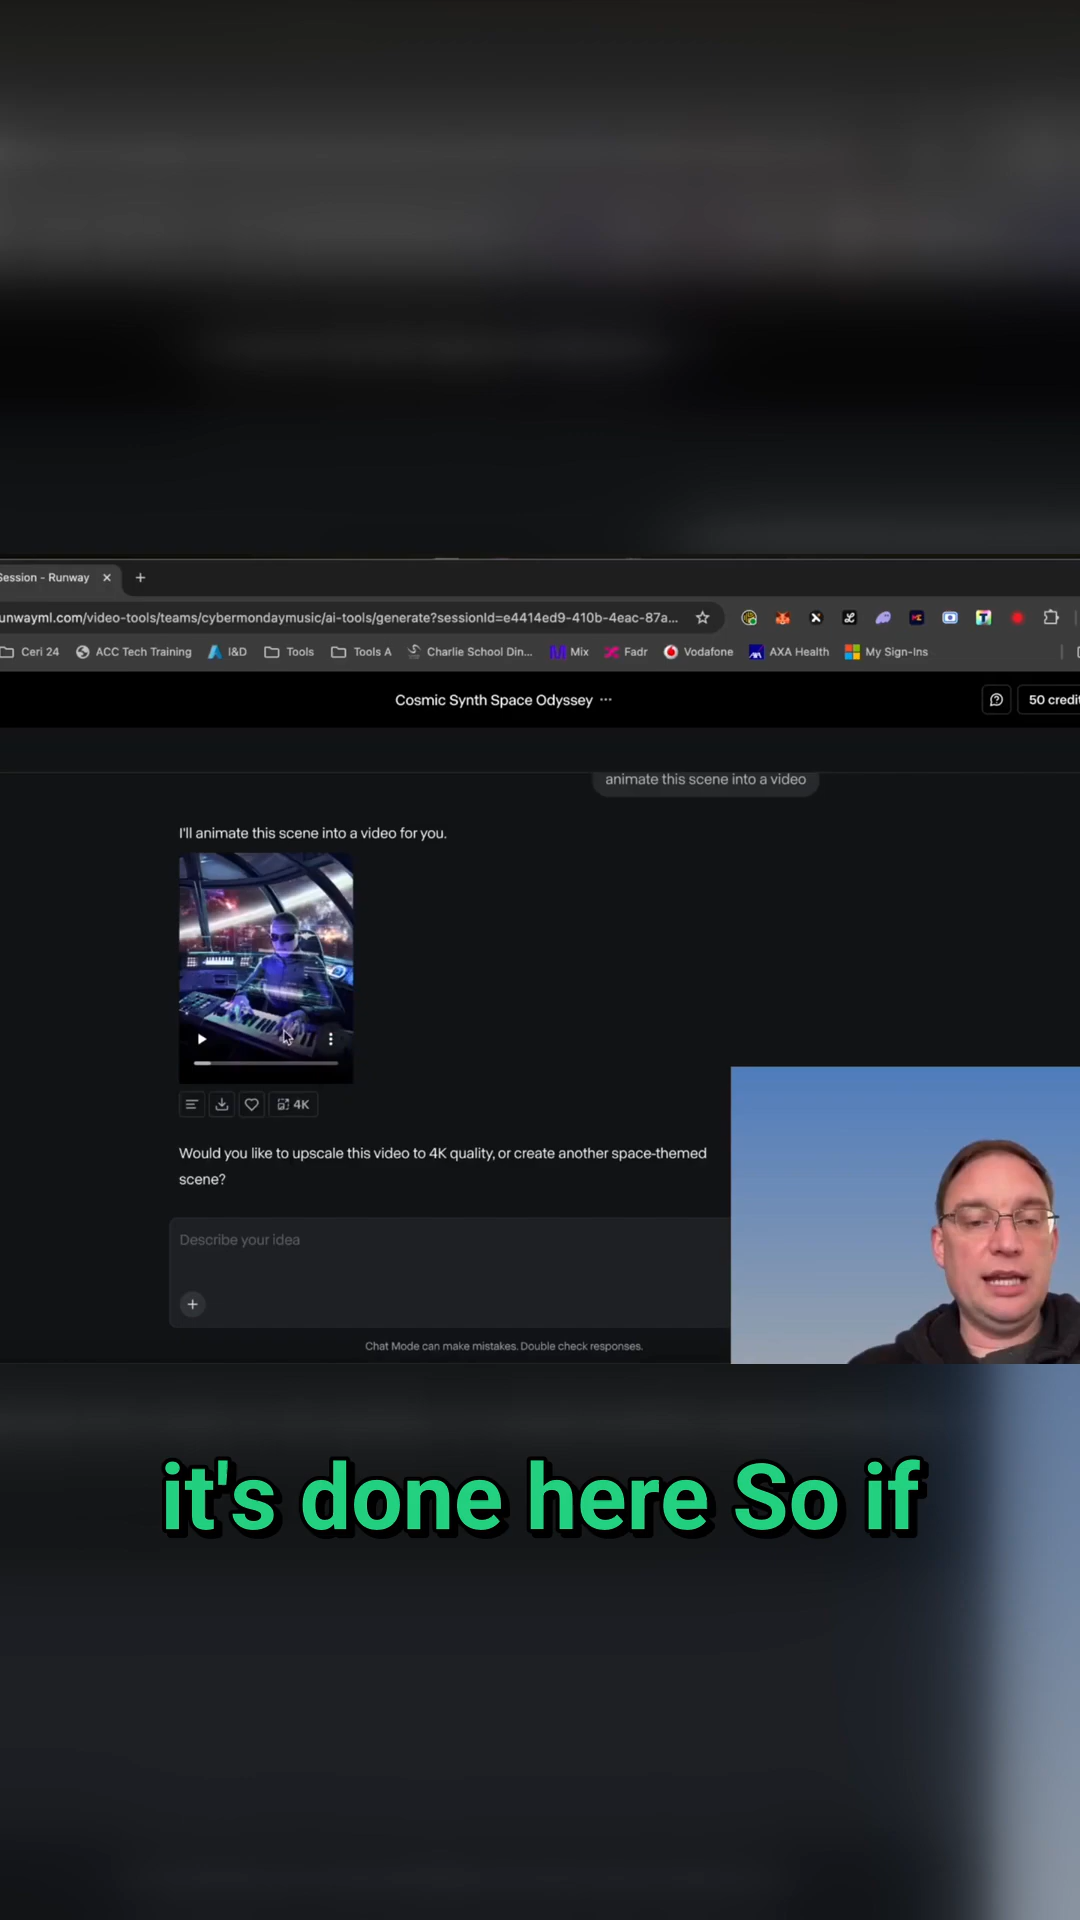 Session - Runway
unwayml.com/video-tools/teams/cybermondaymusic/ai-tools/generate?sessionId=e4414ed9-410b-4eac-87a...
Ceri 24 ACC Tech Training I&D Tools Tools A Charlie School Din... Mix Fadr Vodafone AXA Health My Sign-Ins
Cosmic Synth Space Odyssey ...
50 credit
animate this scene into a video
I'll animate this scene into a video for you.
4K
Would you like to upscale this video to 4K quality, or create another space-themed
scene?
Describe your idea
Chat Mode can make mistakes. Double check responses.
it's done here So if